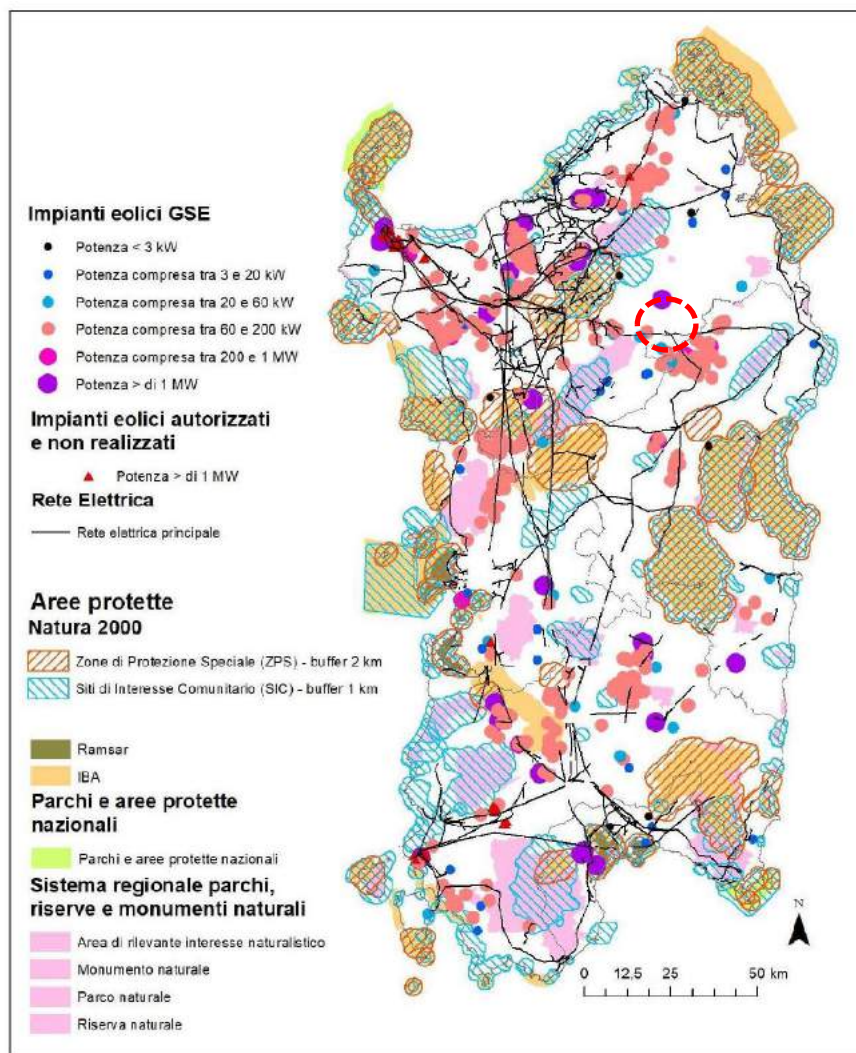 Impianti eolici GSE
Potenza < 3 kW
Potenza compresa tra 3 e 20 kW
Potenza compresa tra 20 e 60 kW
Potenza compresa tra 60 e 200 kW
Potenza compresa tra 200 e 1 MW
Potenza > di 1 MW
Impianti eolici autorizzati
e non realizzati
Potenza > di 1 MW
Rete Elettrica
Rete elettrica principale
Aree protette
Natura 2000
Zone di Protezione Speciale (ZPS) - buffer 2 km
Siti di Interesse Comunitario (SIC) - buffer 1 km
Ramsar
IBA
Parchi e aree protette
nazionali
Parchi e aree protette nazionali
Sistema regionale parchi,
riserve e monumenti naturali
Area di rilevante interesse naturalistico
Monumento naturale
Parco naturale
Riserva naturale
N
0 12,5 25 50 km